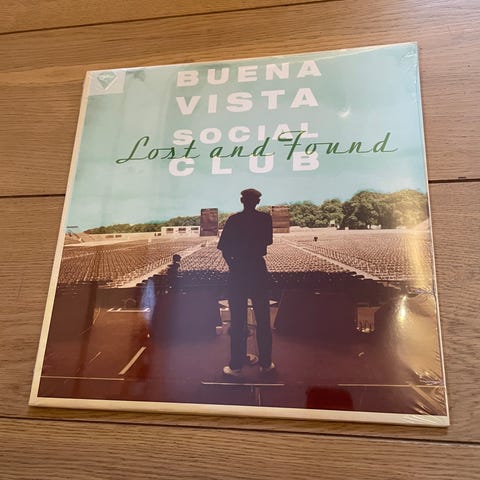 BUENA
VISTA
SOCIAL
CLUB
Lost and Found